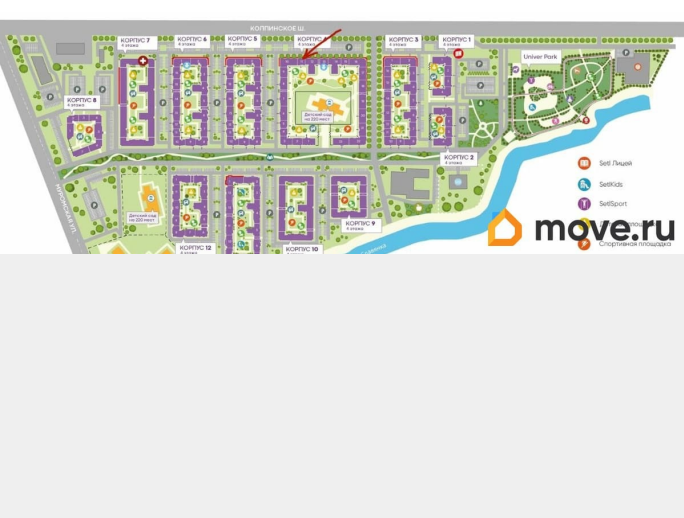 КОЛПИНСКОЕ Ш.
КОРПУС 7
4 этажа
КОРПУС 6
4 этажа
КОРПУС 5
4 этажа
КОРПУС 3
4 этажа
КОРПУС 1
4 этажа
Univer Park
КОРПУС 8
4 этажа
Детский сад
на 220 мест
КОРПУС 2
4 этажа
Setl Лицей
SetlKids
SetlSport
Детский сад
на 220 мест
КОРПУС 9
4 этажа
КОРПУС 12
4 этажа
КОРПУС 10
4 этажа
move.ru
Спортивная площадка